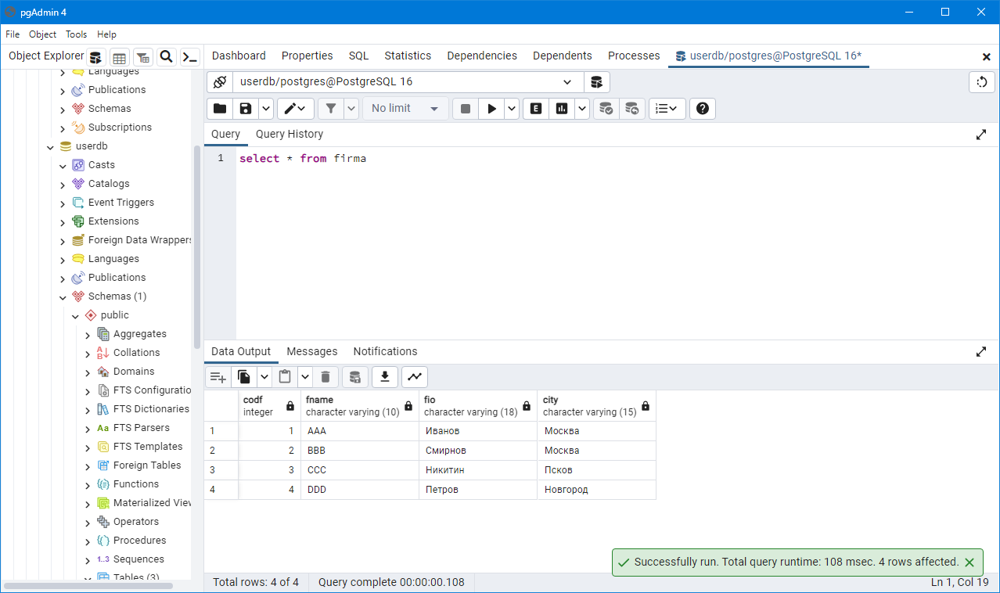 pgAdmin 4
File Object Tools Help
Object Explorer
Dashboard Properties SQL Statistics Dependencies Dependents Processes userdb/postgres@PostgreSQL 16*
Languages
Publications
Schemas
Subscriptions
userdb
Casts
Catalogs
Event Triggers
Extensions
Foreign Data Wrappers
Languages
Publications
Schemas (1)
public
Aggregates
Collations
Domains
FTS Configuratio
FTS Dictionaries
Aa FTS Parsers
FTS Templates
Foreign Tables
Functions
Materialized View
Operators
Procedures
1..3 Sequences
Tables (3)
userdb/postgres@PostgreSQL 16
No limit
E
Query Query History
1 select * from firma
Data Output Messages Notifications
codf fname fio city
integer character varying (10) character varying (18) character varying (15)
1 1 AAA Иванов Москва
2 2 BBB Смирнов Москва
3 3 CCC Никитин Псков
4 4 DDD Петров Новгород
Successfully run. Total query runtime: 108 msec. 4 rows affected.
Total rows: 4 of 4 Query complete 00:00:00.108 Ln 1, Col 19